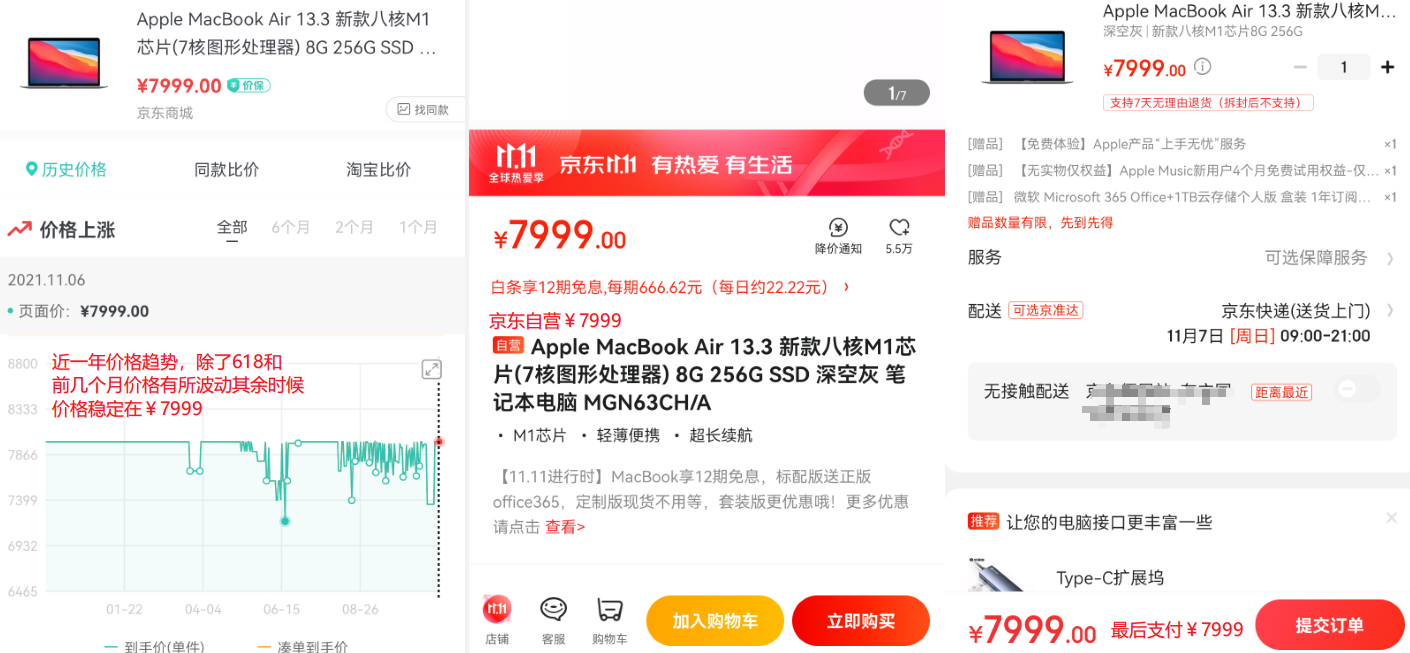 Apple MacBook Air 13.3 新款八核M1
芯片(7核图形处理器) 8G 256G SSD ...
¥7999.00 价保
京东商城
找同款
历史价格 同款比价 淘宝比价
价格上涨 全部 6个月 2个月 1个月
2021.11.06
页面价: ¥7999.00
近一年价格趋势，除了618和
前几个月价格有所波动其余时候
价格稳定在￥7999
8800
8333
7866
7399
6932
6465
01-22 04-04 06-15 08-26
到手价(单件) 凑单到手价
1/7
11.11 京东11.11 有热爱 有生活
全球热爱季
¥7999.00
降价通知 5.5万
白条享12期免息,每期666.62元（每日约22.22元） ›
京东自营￥7999
自营 Apple MacBook Air 13.3 新款八核M1芯
片(7核图形处理器) 8G 256G SSD 深空灰 笔
记本电脑 MGN63CH/A
· M1芯片 · 轻薄便携 · 超长续航
【11.11进行时】MacBook享12期免息，标配版送正版
office365，定制版现货不用等，套装版更优惠哦！更多优惠
请点击 查看>
11.11
店铺 客服 购物车 加入购物车 立即购买
Apple MacBook Air 13.3 新款八核M...
深空灰 | 新款八核M1芯片8G 256G
¥7999.00 1
支持7天无理由退货（拆封后不支持）
[赠品] 【免费体验】Apple产品“上手无忧”服务 ×1
[赠品] 【无实物仅权益】Apple Music新用户4个月免费试用权益-仅... ×1
[赠品] 微软 Microsoft 365 Office+1TB云存储个人版 盒装 1年订阅... ×1
赠品数量有限，先到先得
服务 可选保障服务
配送 可选京准达 京东快递(送货上门)
11月7日 [周日] 09:00-21:00
无接触配送 距离最近
推荐 让您的电脑接口更丰富一些
Type-C扩展坞
¥7999.00 最后支付￥7999 提交订单